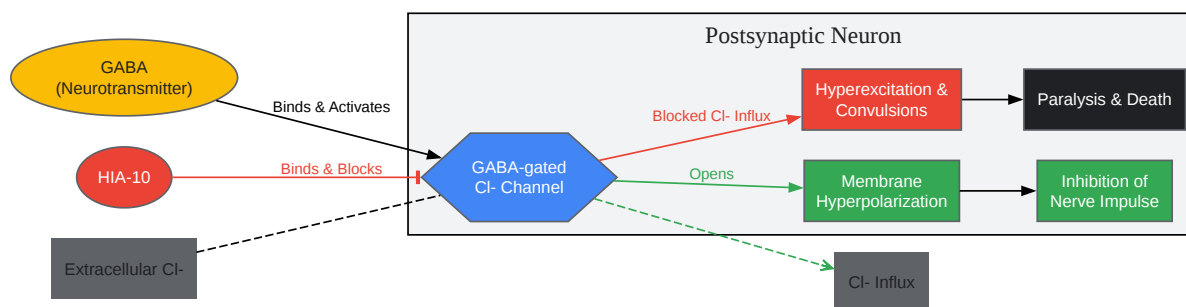 Postsynaptic Neuron
GABA
(Neurotransmitter)
Binds & Activates
HIA-10
Binds & Blocks
Extracellular Cl-
GABA-gated
Cl- Channel
Blocked Cl- Influx
Hyperexcitation &
Convulsions
Paralysis & Death
Opens
Membrane
Hyperpolarization
Inhibition of
Nerve Impulse
Cl- Influx